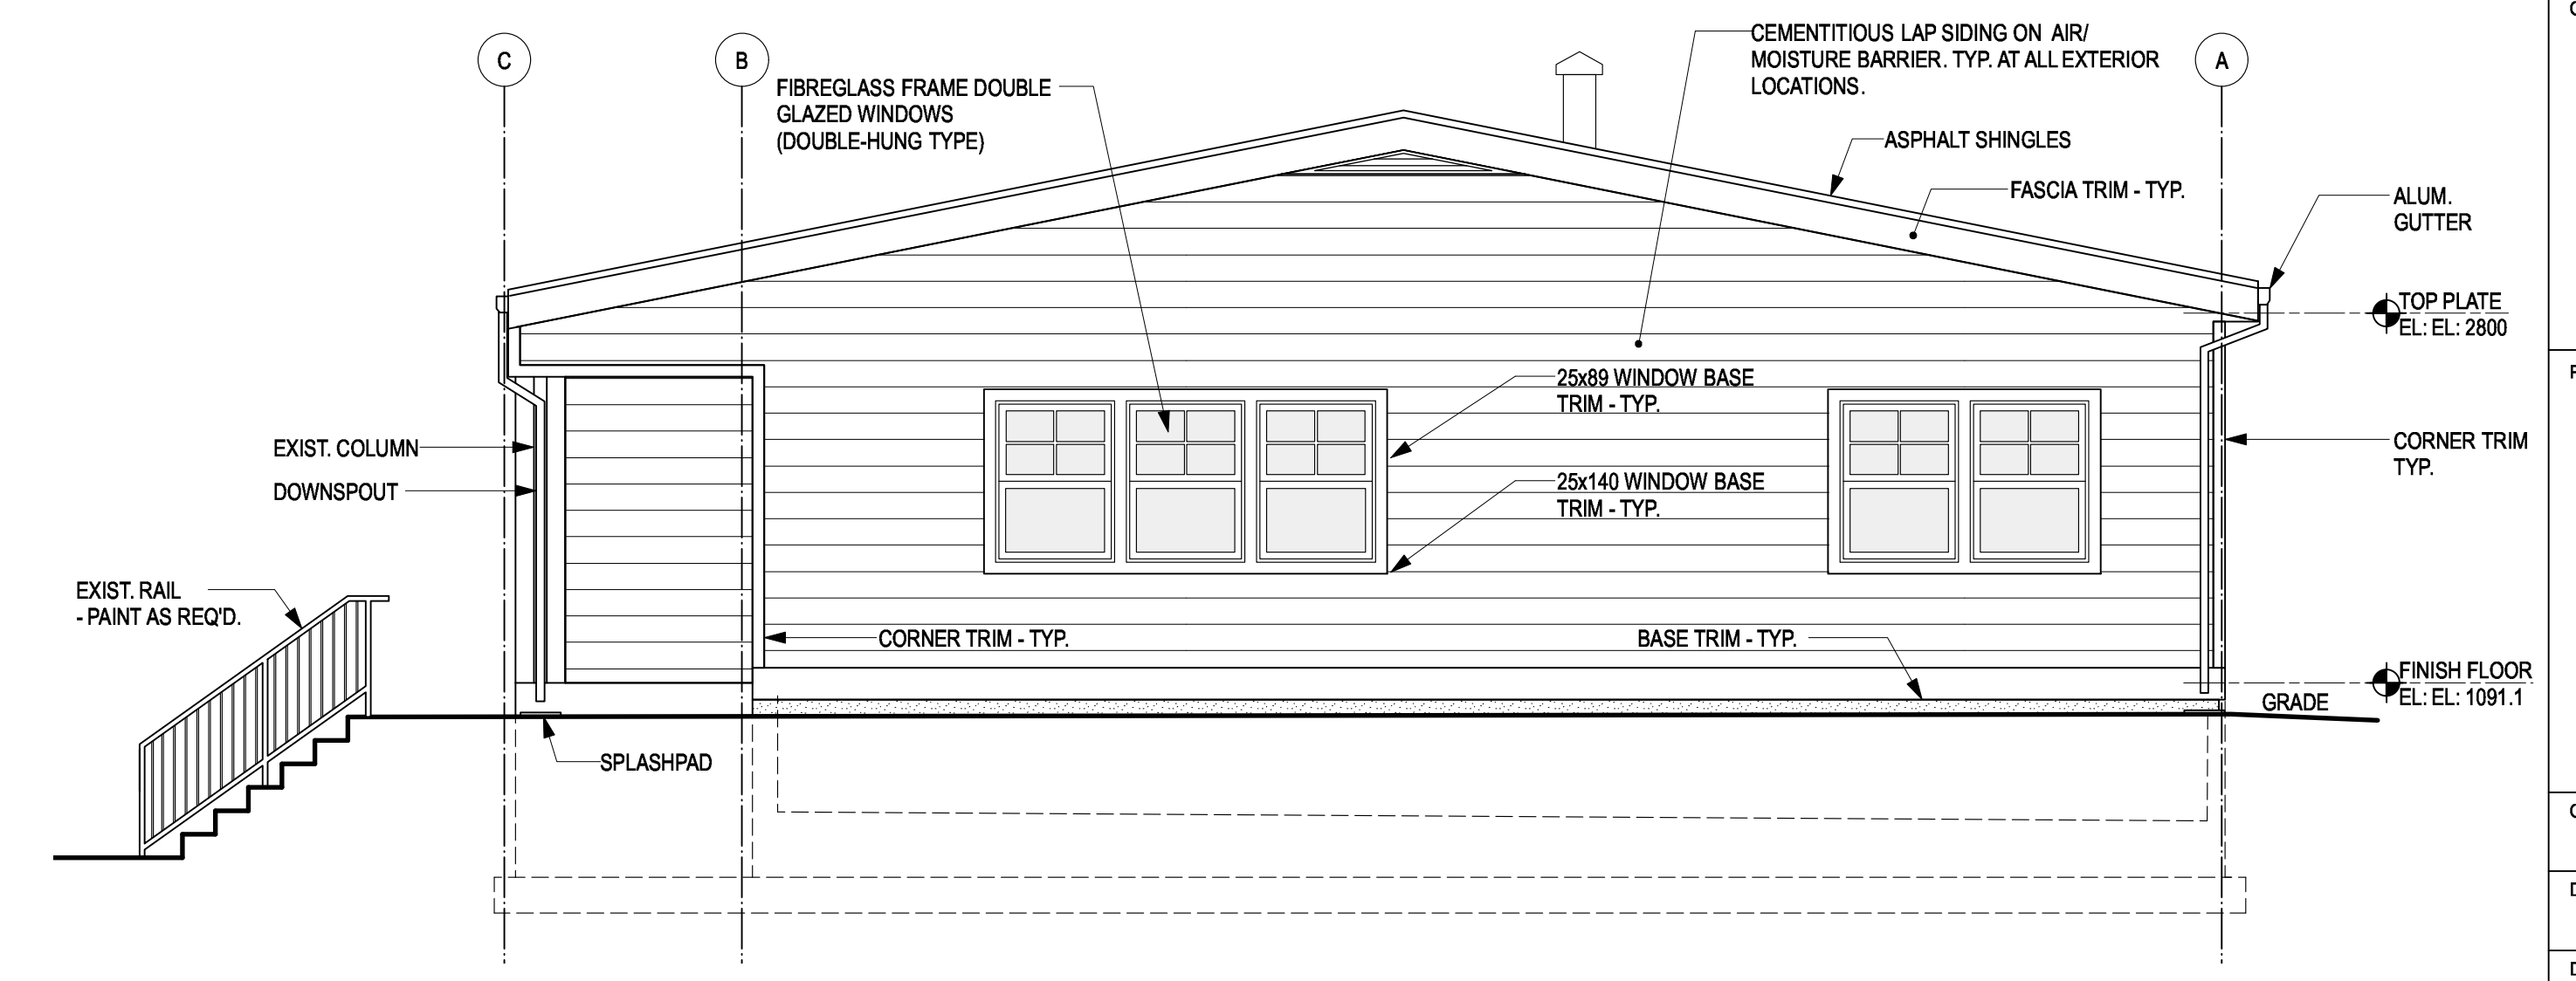 C
B
A
CEMENTITIOUS LAP SIDING ON AIR/
MOISTURE BARRIER. TYP. AT ALL EXTERIOR
LOCATIONS.
FIBREGLASS FRAME DOUBLE
GLAZED WINDOWS
(DOUBLE-HUNG TYPE)
ASPHALT SHINGLES
FASCIA TRIM - TYP.
ALUM.
GUTTER
TOP PLATE
EL: EL: 2800
25x89 WINDOW BASE
TRIM - TYP.
EXIST. COLUMN
CORNER TRIM
TYP.
DOWNSPOUT
25x140 WINDOW BASE
TRIM - TYP.
EXIST. RAIL
- PAINT AS REQ'D.
CORNER TRIM - TYP.
BASE TRIM - TYP.
FINISH FLOOR
EL: EL: 1091.1
GRADE
SPLASHPAD